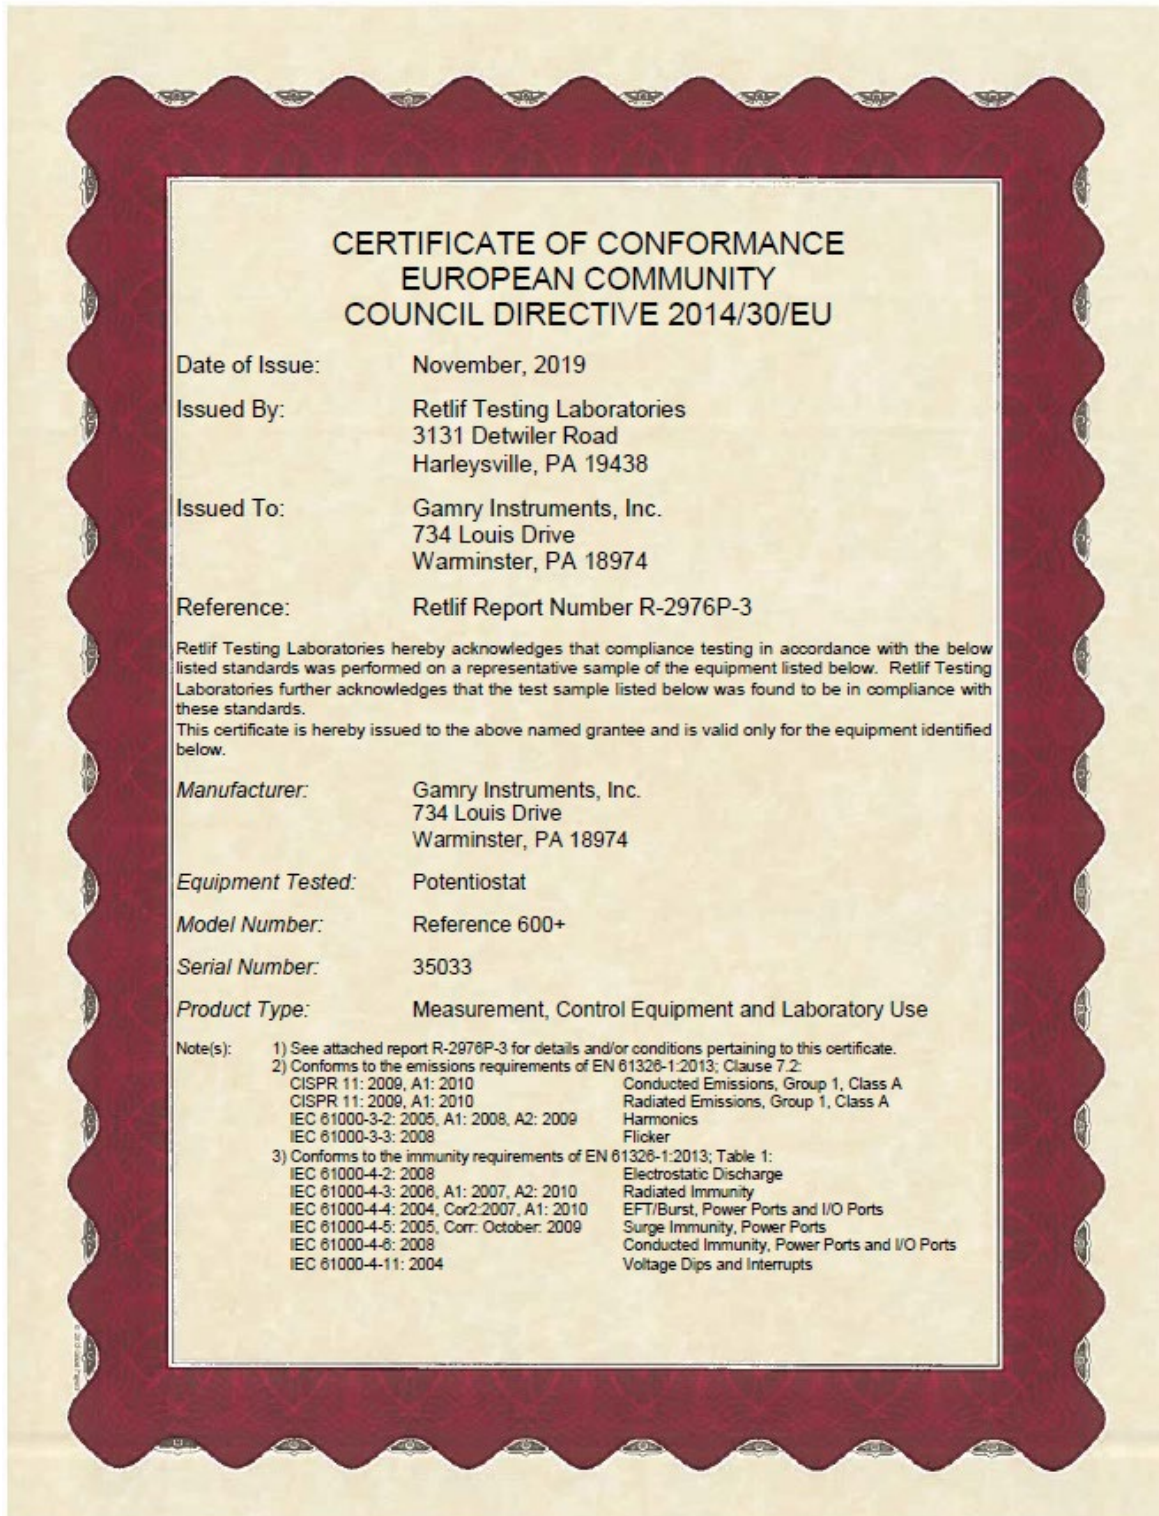 CERTIFICATE OF CONFORMANCE
EUROPEAN COMMUNITY
COUNCIL DIRECTIVE 2014/30/EU
Date of Issue: November, 2019
Issued By: Retlif Testing Laboratories
3131 Detwiler Road
Harleysville, PA 19438
Issued To: Gamry Instruments, Inc.
734 Louis Drive
Warminster, PA 18974
Reference: Retlif Report Number R-2976P-3
Retlif Testing Laboratories hereby acknowledges that compliance testing in accordance with the below
listed standards was performed on a representative sample of the equipment listed below. Retlif Testing
Laboratories further acknowledges that the test sample listed below was found to be in compliance with
these standards.
This certificate is hereby issued to the above named grantee and is valid only for the equipment identified
below.
Manufacturer: Gamry Instruments, Inc.
734 Louis Drive
Warminster, PA 18974
Equipment Tested: Potentiostat
Model Number: Reference 600+
Serial Number: 35033
Product Type: Measurement, Control Equipment and Laboratory Use
Note(s): 1) See attached report R-2976P-3 for details and/or conditions pertaining to this certificate.
2) Conforms to the emissions requirements of EN 61326-1:2013; Clause 7.2:
CISPR 11: 2009, A1: 2010 Conducted Emissions, Group 1, Class A
CISPR 11: 2009, A1: 2010 Radiated Emissions, Group 1, Class A
IEC 61000-3-2: 2005, A1: 2008, A2: 2009 Harmonics
IEC 61000-3-3: 2008 Flicker
3) Conforms to the immunity requirements of EN 61326-1:2013; Table 1:
IEC 61000-4-2: 2008 Electrostatic Discharge
IEC 61000-4-3: 2006, A1: 2007, A2: 2010 Radiated Immunity
IEC 61000-4-4: 2004, Cor2:2007, A1: 2010 EFT/Burst, Power Ports and I/O Ports
IEC 61000-4-5: 2005, Corr: October: 2009 Surge Immunity, Power Ports
IEC 61000-4-6: 2008 Conducted Immunity, Power Ports and I/O Ports
IEC 61000-4-11: 2004 Voltage Dips and Interrupts